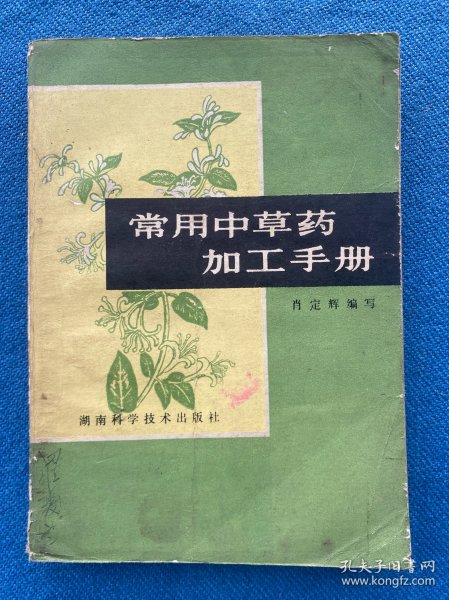 常用中草药
加工手册
肖定辉编写
湖南科学技术出版社
孔夫子旧书网
www.kongfz.com